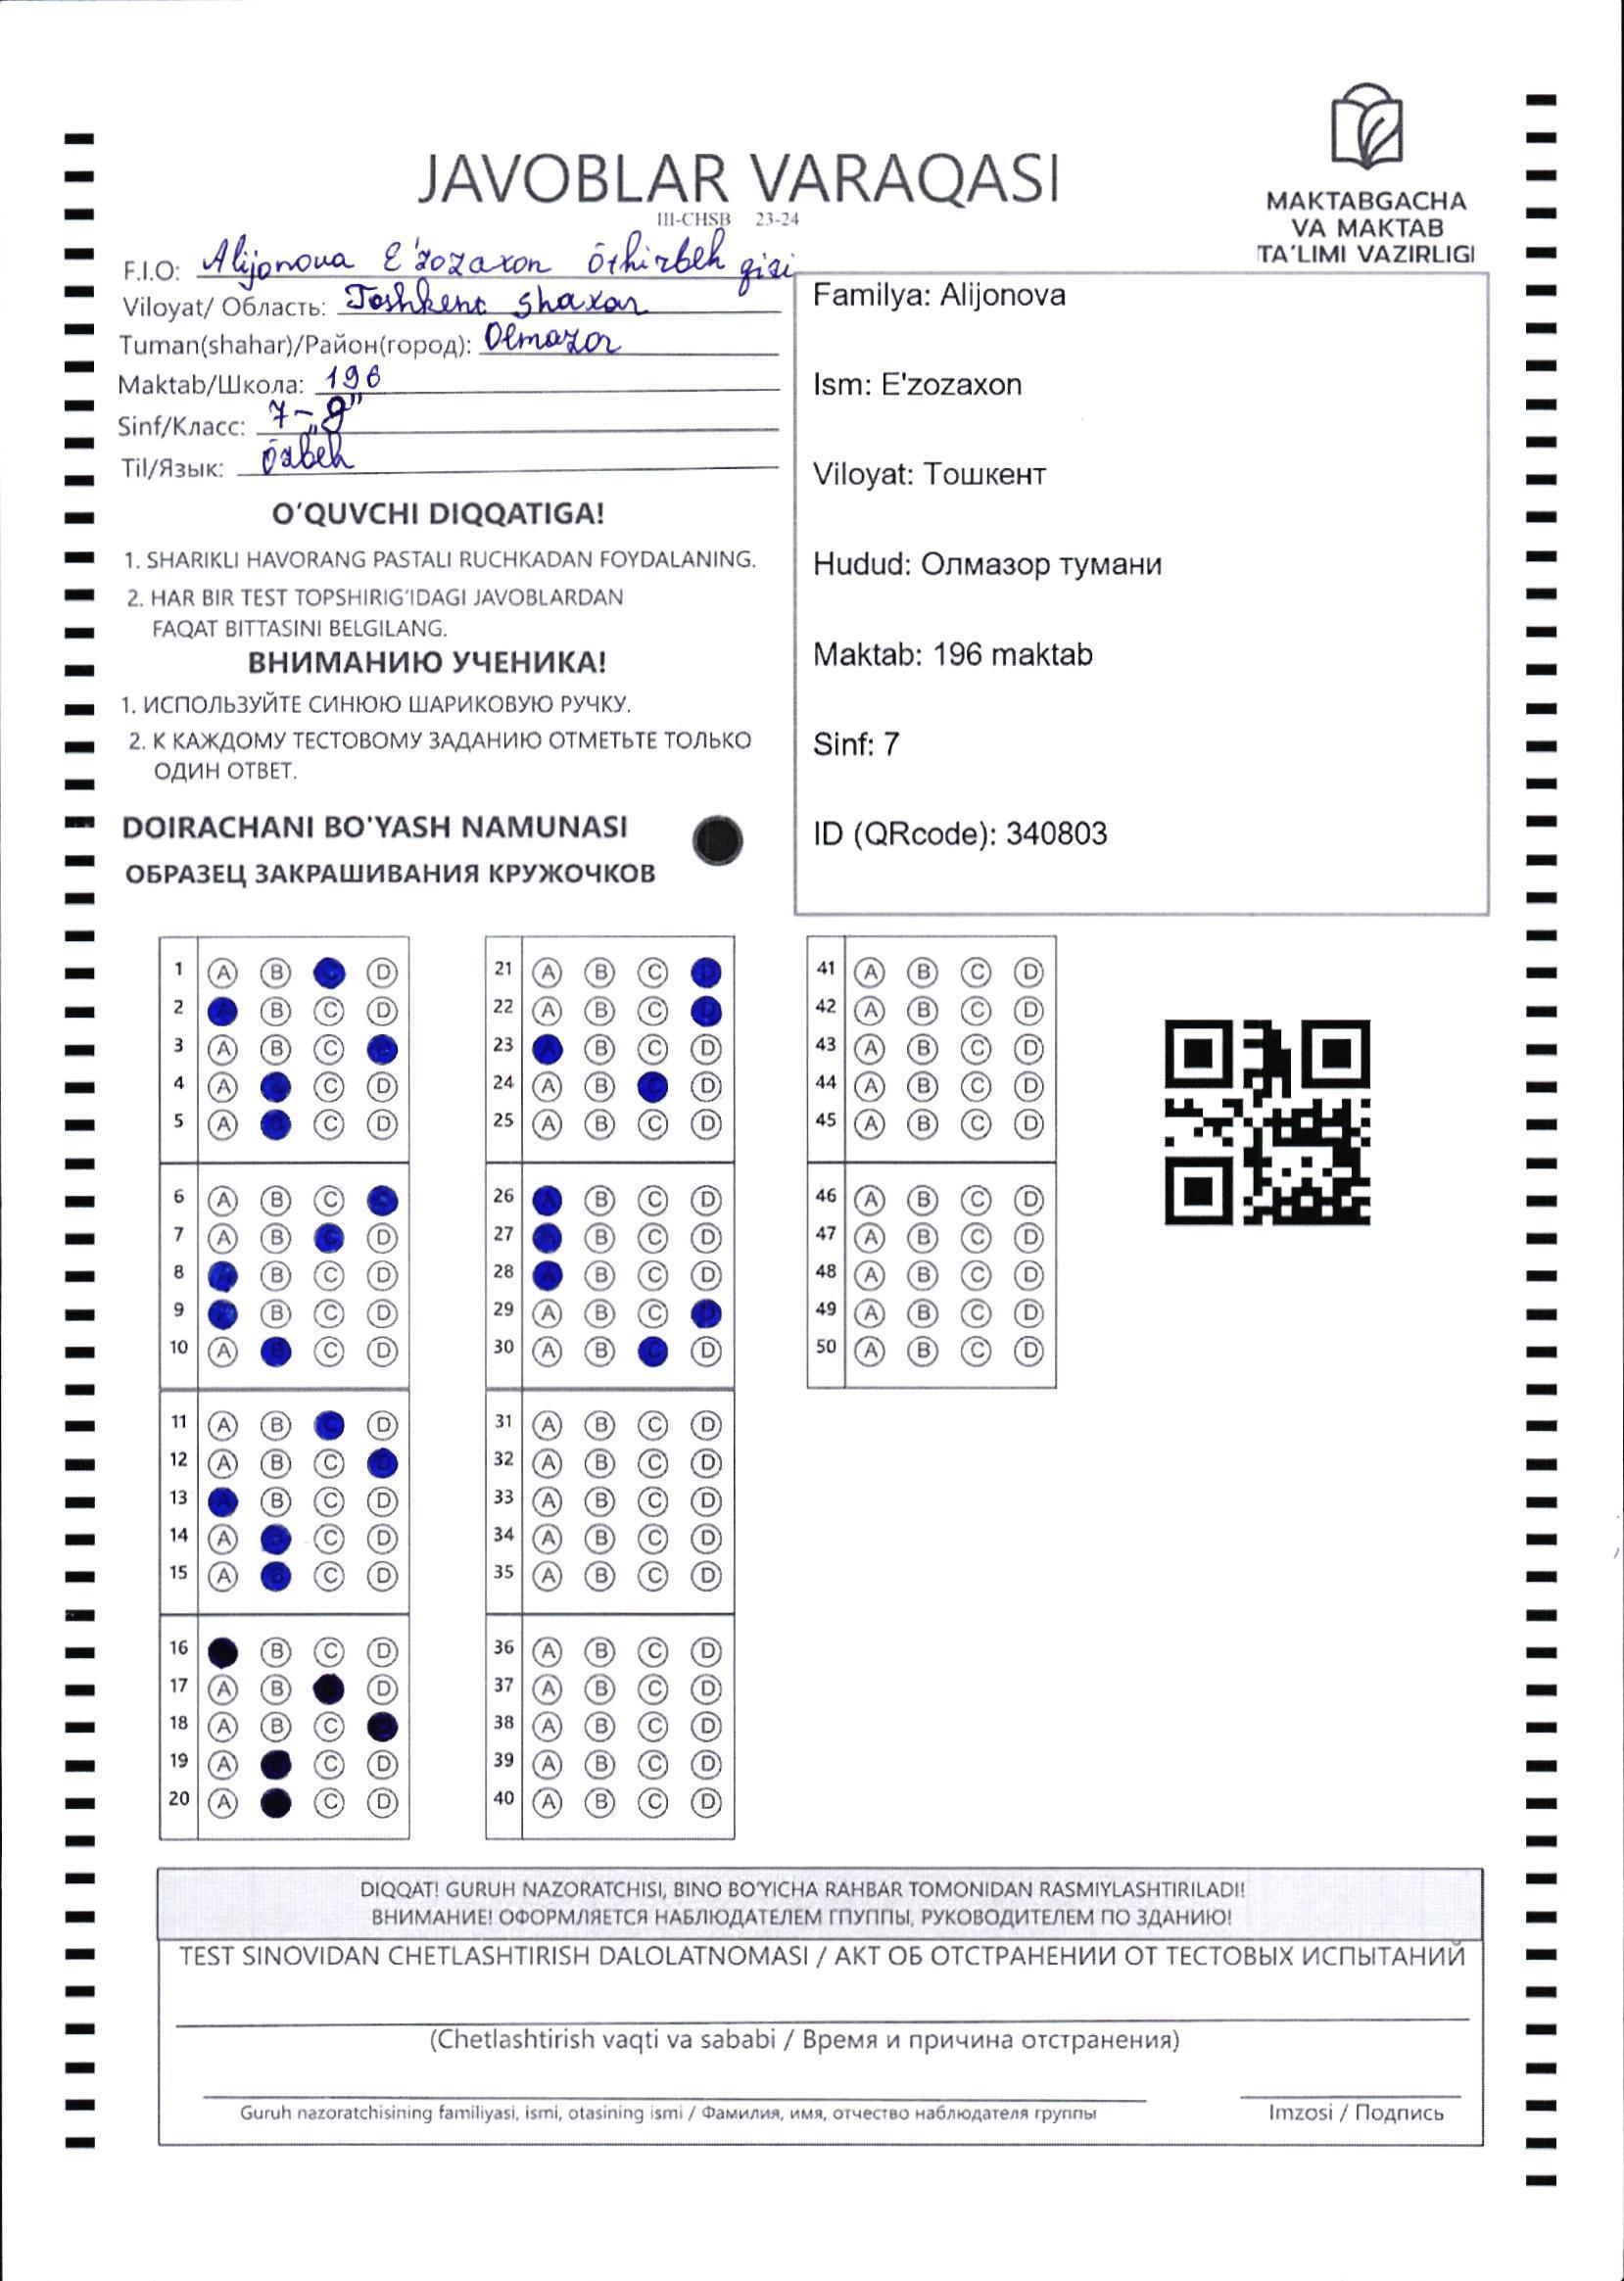 JAVOBLAR VARAQASI
III-CHSB 23-24
MAKTABGACHA
VA MAKTAB
TA'LIMI VAZIRLIGI
F.I.O: Alijonova E'zozaxon õtkirbek qizi
Viloyat/ Область: Toshkent shaxar
Tuman(shahar)/Район(город): Olmazor
Maktab/Школа: 196
Sinf/Класс: 7-„g”
Til/Язык: õzbek
Familya: Alijonova
Ism: E'zozaxon
Viloyat: Тошкент
Hudud: Олмазор тумани
Maktab: 196 maktab
Sinf: 7
ID (QRcode): 340803
O'QUVCHI DIQQATIGA!
1. SHARIKLI HAVORANG PASTALI RUCHKADAN FOYDALANING.
2. HAR BIR TEST TOPSHIRIG'IDAGI JAVOBLARDAN
FAQAT BITTASINI BELGILANG.
ВНИМАНИЮ УЧЕНИКА!
1. ИСПОЛЬЗУЙТЕ СИНЮЮ ШАРИКОВУЮ РУЧКУ.
2. К КАЖДОМУ ТЕСТОВОМУ ЗАДАНИЮ ОТМЕТЬТЕ ТОЛЬКО
ОДИН ОТВЕТ.
DOIRACHANI BO'YASH NAMUNASI
ОБРАЗЕЦ ЗАКРАШИВАНИЯ КРУЖОЧКОВ
1 A B D
2 A B C D
3 A B C
4 A C D
5 A B C D
6 A B C
7 A B C D
8 A B C D
9 A B C D
10 A B C D
11 A B C D
12 A B C D
13 A B C D
14 A C D
15 A B C D
16 B C D
17 A B D
18 A B C
19 A C D
20 A C D
21 A B C D
22 A B C D
23 A B C D
24 A B C D
25 A B C D
26 A B C D
27 A B C D
28 A B C D
29 A B C D
30 A B C D
31 A B C D
32 A B C D
33 A B C D
34 A B C D
35 A B C D
36 A B C D
37 A B C D
38 A B C D
39 A B C D
40 A B C D
41 A B C D
42 A B C D
43 A B C D
44 A B C D
45 A B C D
46 A B C D
47 A B C D
48 A B C D
49 A B C D
50 A B C D
DIQQAT! GURUH NAZORATCHISI, BINO BO'YICHA RAHBAR TOMONIDAN RASMIYLASHTIRILADI!
ВНИМАНИЕ! ОФОРМЛЯЕТСЯ НАБЛЮДАТЕЛЕМ ГПУППЫ, РУКОВОДИТЕЛЕМ ПО ЗДАНИЮ!
TEST SINOVIDAN CHETLASHTIRISH DALOLATNOMASI / АКТ ОБ ОТСТРАНЕНИИ ОТ ТЕСТОВЫХ ИСПЫТАНИЙ
(Chetlashtirish vaqti va sababi / Время и причина отстранения)
Guruh nazoratchisining familiyasi, ismi, otasining ismi / Фамилия, имя, отчество наблюдателя группы
Imzosi / Подпись